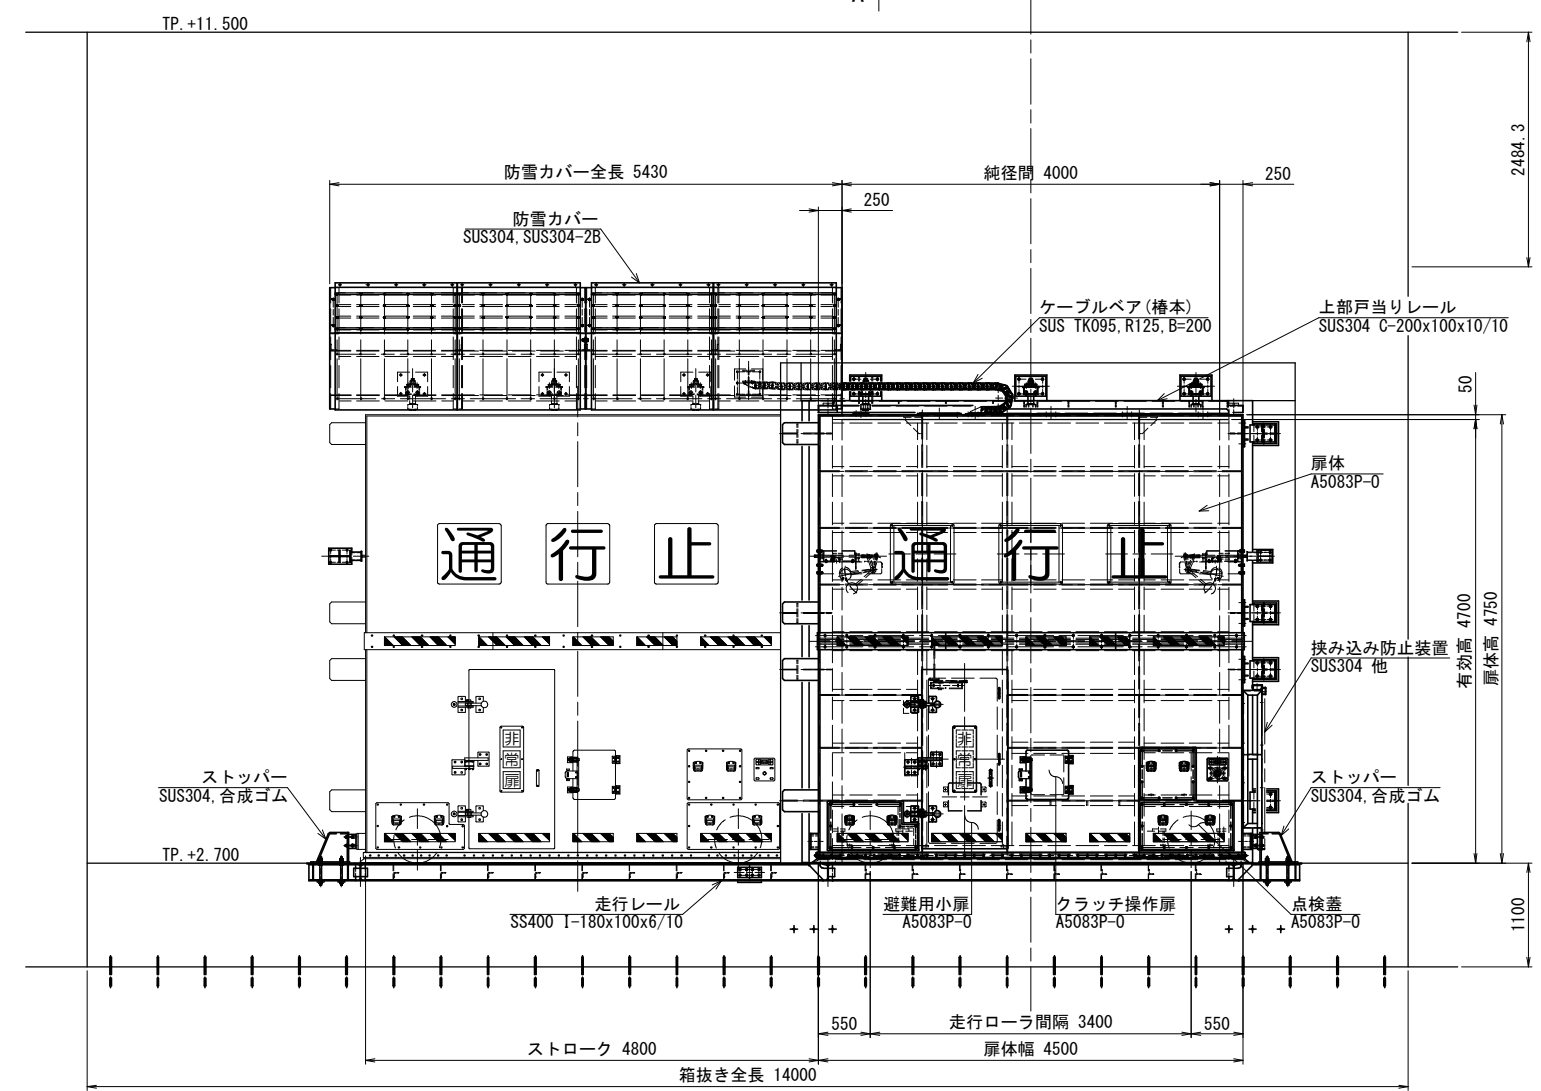 A
TP.+11.500
2484.3
防雪カバー全長 5430
純径間 4000
250
250
防雪カバー
SUS304,SUS304-2B
ケーブルベア(椿本)
SUS TK095,R125,B=200
上部戸当りレール
SUS304 C-200x100x10/10
50
扉体
A5083P-O
通 行 止
通 行 止
有効高 4700
扉体高 4750
挟み込み防止装置
SUS304 他
非常扉
非常扉
ストッパー
SUS304,合成ゴム
ストッパー
SUS304,合成ゴム
TP.+2.700
走行レール
SS400 I-180x100x6/10
避難用小扉
A5083P-O
クラッチ操作扉
A5083P-O
点検蓋
A5083P-O
1100
550
走行ローラ間隔 3400
550
ストローク 4800
扉体幅 4500
箱抜き全長 14000